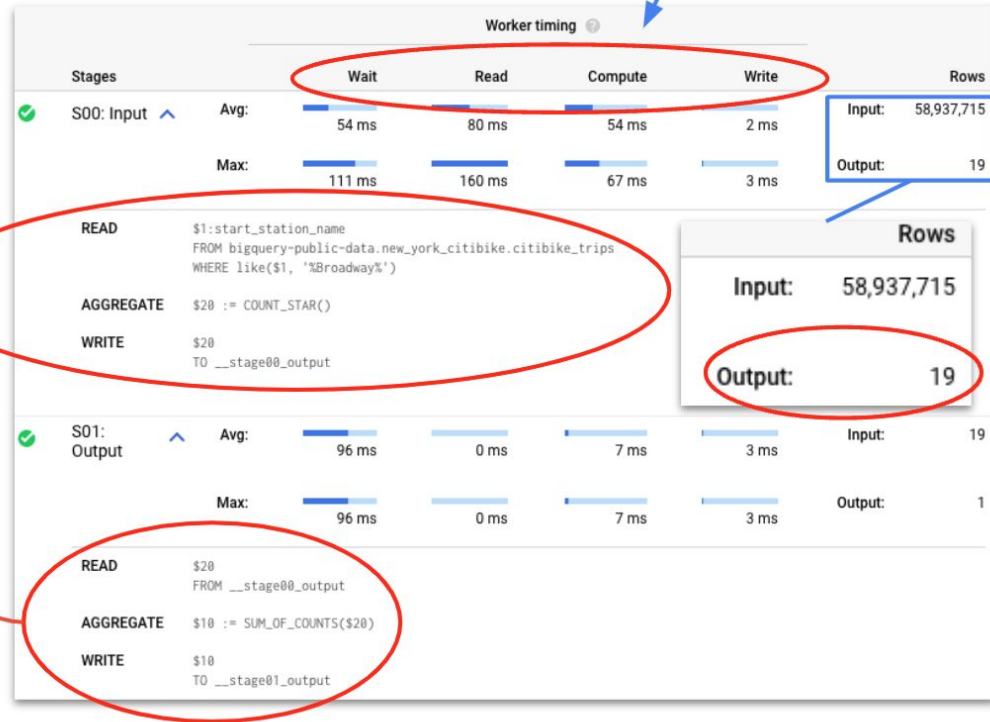 Worker timing ?
Stages Wait Read Compute Write Rows
S00: Input Avg: 54 ms 80 ms 54 ms 2 ms Input: 58,937,715
Max: 111 ms 160 ms 67 ms 3 ms Output: 19
READ $1:start_station_name
FROM bigquery-public-data.new_york_citibike.citibike_trips
WHERE like($1, '%Broadway%')
AGGREGATE $20 := COUNT_STAR()
WRITE $20
TO __stage00_output
Rows
Input: 58,937,715
Output: 19
S01:
Output Avg: 96 ms 0 ms 7 ms 3 ms Input: 19
Max: 96 ms 0 ms 7 ms 3 ms Output: 1
READ $20
FROM __stage00_output
AGGREGATE $10 := SUM_OF_COUNTS($20)
WRITE $10
TO __stage01_output